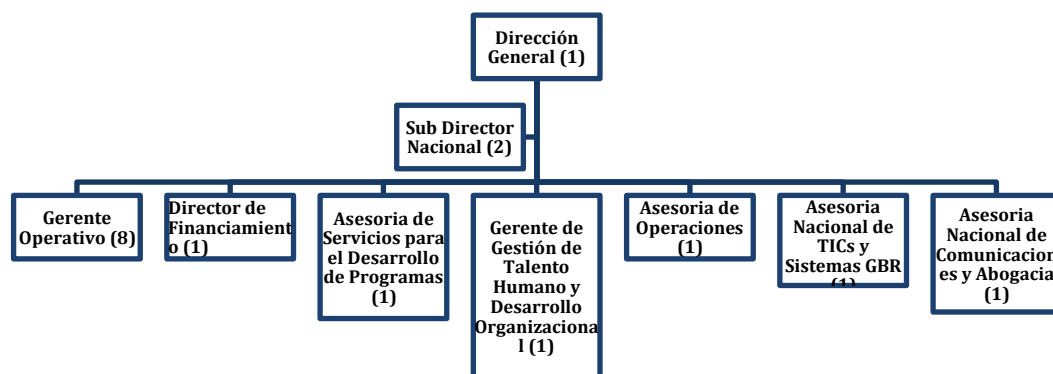 Dirección
General (1)
Sub Director
Nacional (2)
Gerente
Operativo (8)
Director de
Financiamient
o (1)
Asesoria de
Servicios para
el Desarrollo
de Programas
(1)
Gerente de
Gestión de
Talento
Humano y
Desarrollo
Organizaciona
l (1)
Asesoria de
Operaciones
(1)
Asesoria
Nacional de
TICs y
Sistemas GBR
(1)
Asesoria
Nacional de
Comunicacion
es y Abogacia
(1)